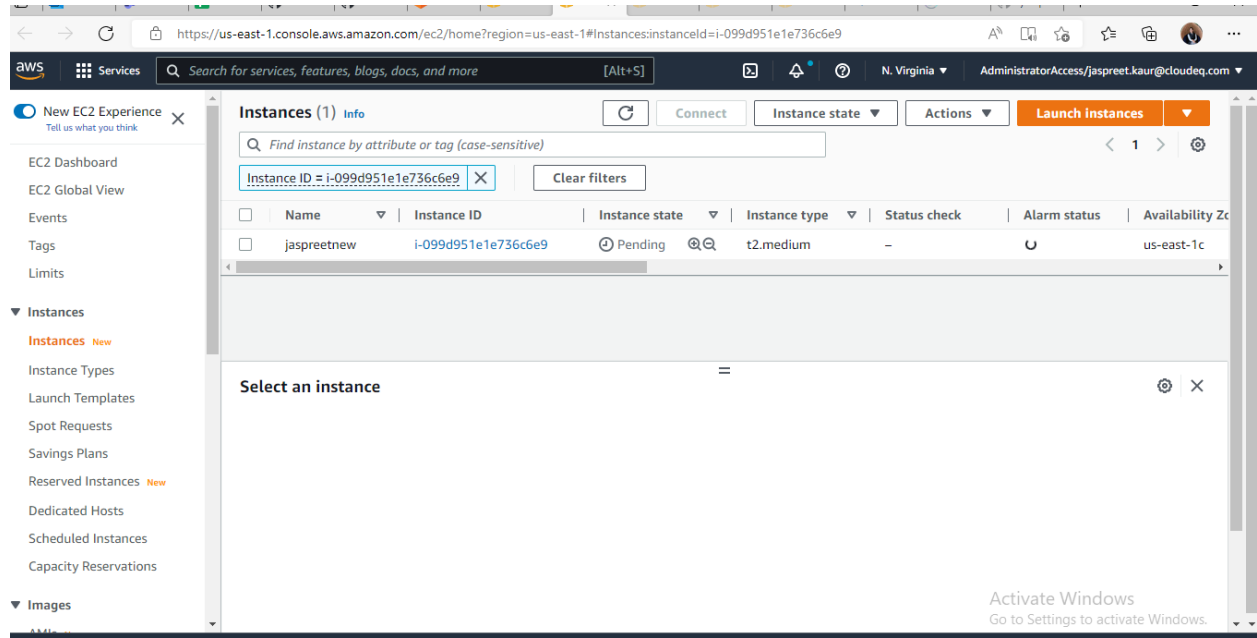 https://us-east-1.console.aws.amazon.com/ec2/home?region=us-east-1#Instances:instanceId=i-099d951e1e736c6e9
aws Services Search for services, features, blogs, docs, and more [Alt+S] N. Virginia ▼ AdministratorAccess/jaspreet.kaur@cloudeq.com ▼
New EC2 Experience
Tell us what you think
EC2 Dashboard
EC2 Global View
Events
Tags
Limits
Instances
Instances New
Instance Types
Launch Templates
Spot Requests
Savings Plans
Reserved Instances New
Dedicated Hosts
Scheduled Instances
Capacity Reservations
Images
Instances (1) Info Connect Instance state ▼ Actions ▼ Launch instances ▼
Find instance by attribute or tag (case-sensitive) < 1 >
Instance ID = i-099d951e1e736c6e9 Clear filters
Name Instance ID Instance state Instance type Status check Alarm status Availability Zo
jaspreetnew i-099d951e1e736c6e9 Pending t2.medium – us-east-1c
Select an instance
Activate Windows
Go to Settings to activate Windows.